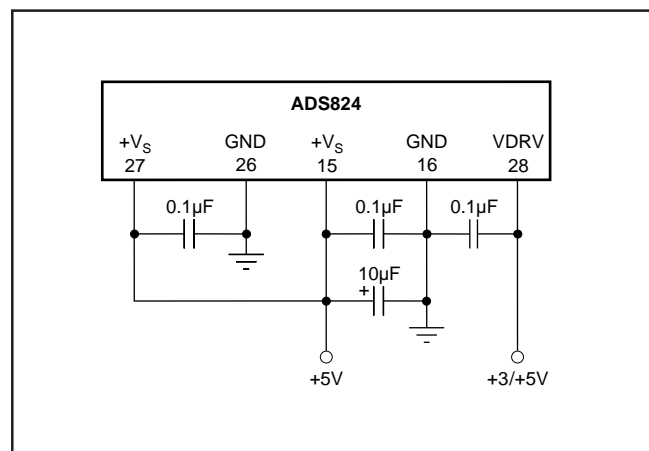 ADS824
+VS GND +VS GND VDRV
27 26 15 16 28
0.1µF 0.1µF 0.1µF
10µF
+
+5V +3/+5V